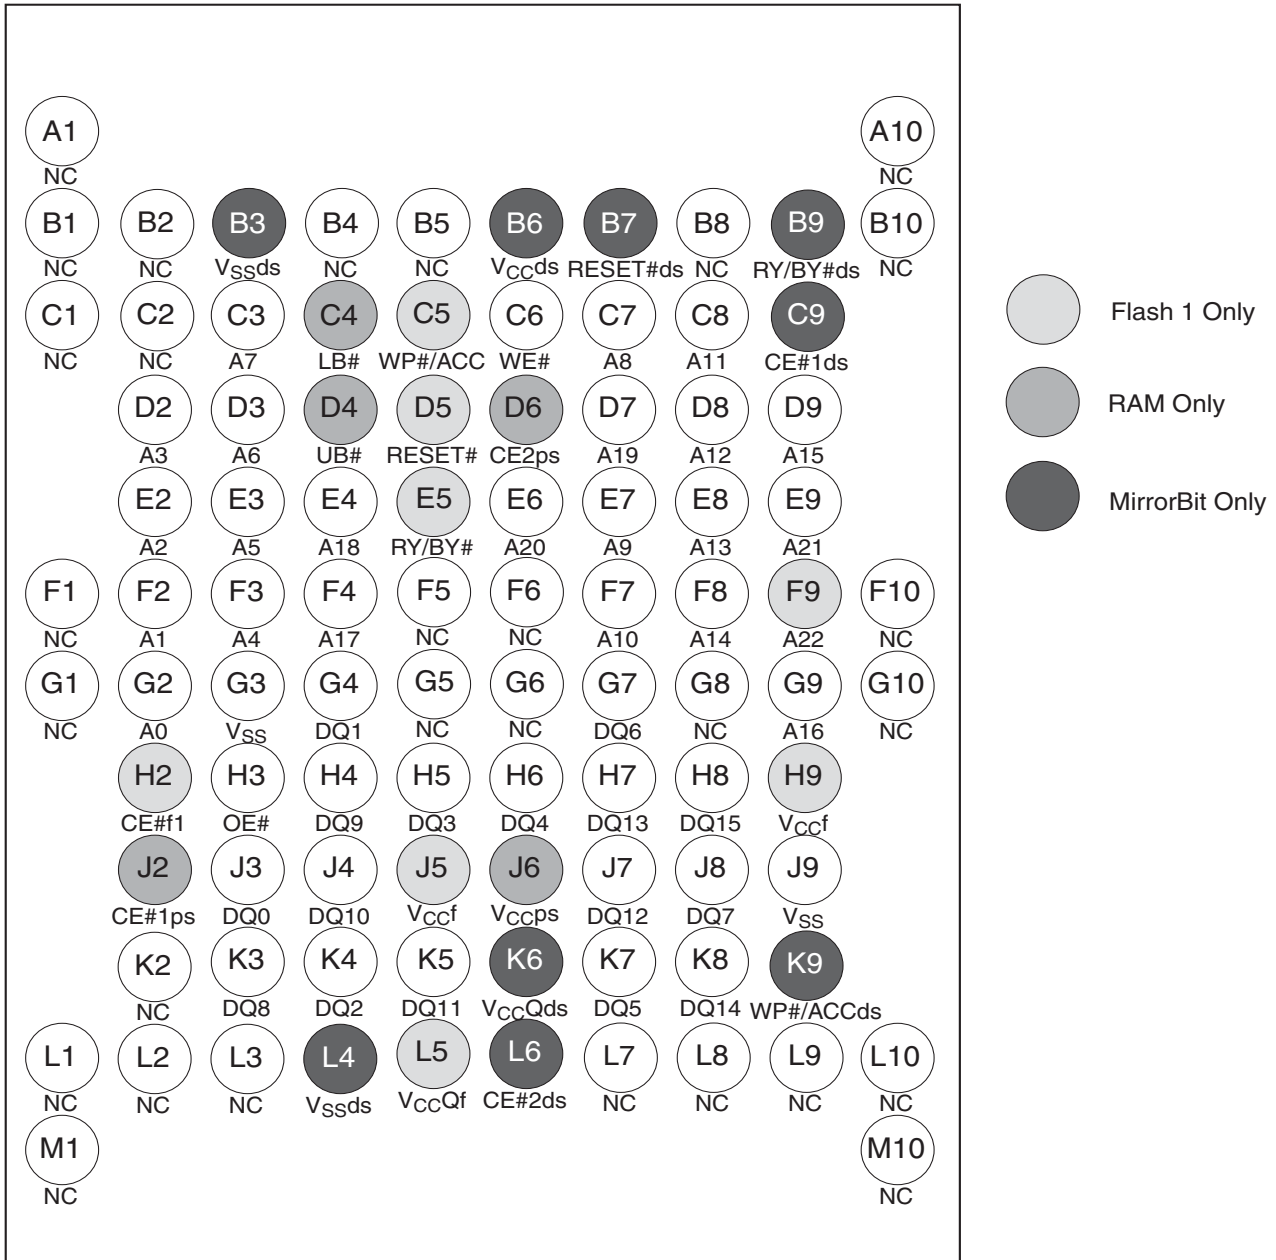 A1 A10
NC NC
B1 B2 B3 B4 B5 B6 B7 B8 B9 B10
NC NC VSSds NC NC VCCds RESET#ds NC RY/BY#ds NC
C1 C2 C3 C4 C5 C6 C7 C8 C9
NC NC A7 LB# WP#/ACC WE# A8 A11 CE#1ds
Flash 1 Only
D2 D3 D4 D5 D6 D7 D8 D9
RAM Only
A3 A6 UB# RESET# CE2ps A19 A12 A15
E2 E3 E4 E5 E6 E7 E8 E9
MirrorBit Only
A2 A5 A18 RY/BY# A20 A9 A13 A21
F1 F2 F3 F4 F5 F6 F7 F8 F9 F10
NC A1 A4 A17 NC NC A10 A14 A22 NC
G1 G2 G3 G4 G5 G6 G7 G8 G9 G10
NC A0 VSS DQ1 NC NC DQ6 NC A16 NC
H2 H3 H4 H5 H6 H7 H8 H9
CE#f1 OE# DQ9 DQ3 DQ4 DQ13 DQ15 VCCf
J2 J3 J4 J5 J6 J7 J8 J9
CE#1ps DQ0 DQ10 VCCf VCCps DQ12 DQ7 VSS
K2 K3 K4 K5 K6 K7 K8 K9
NC DQ8 DQ2 DQ11 VCCQds DQ5 DQ14 WP#/ACCds
L1 L2 L3 L4 L5 L6 L7 L8 L9 L10
NC NC NC VSSds VCCQf CE#2ds NC NC NC NC
M1 M10
NC NC